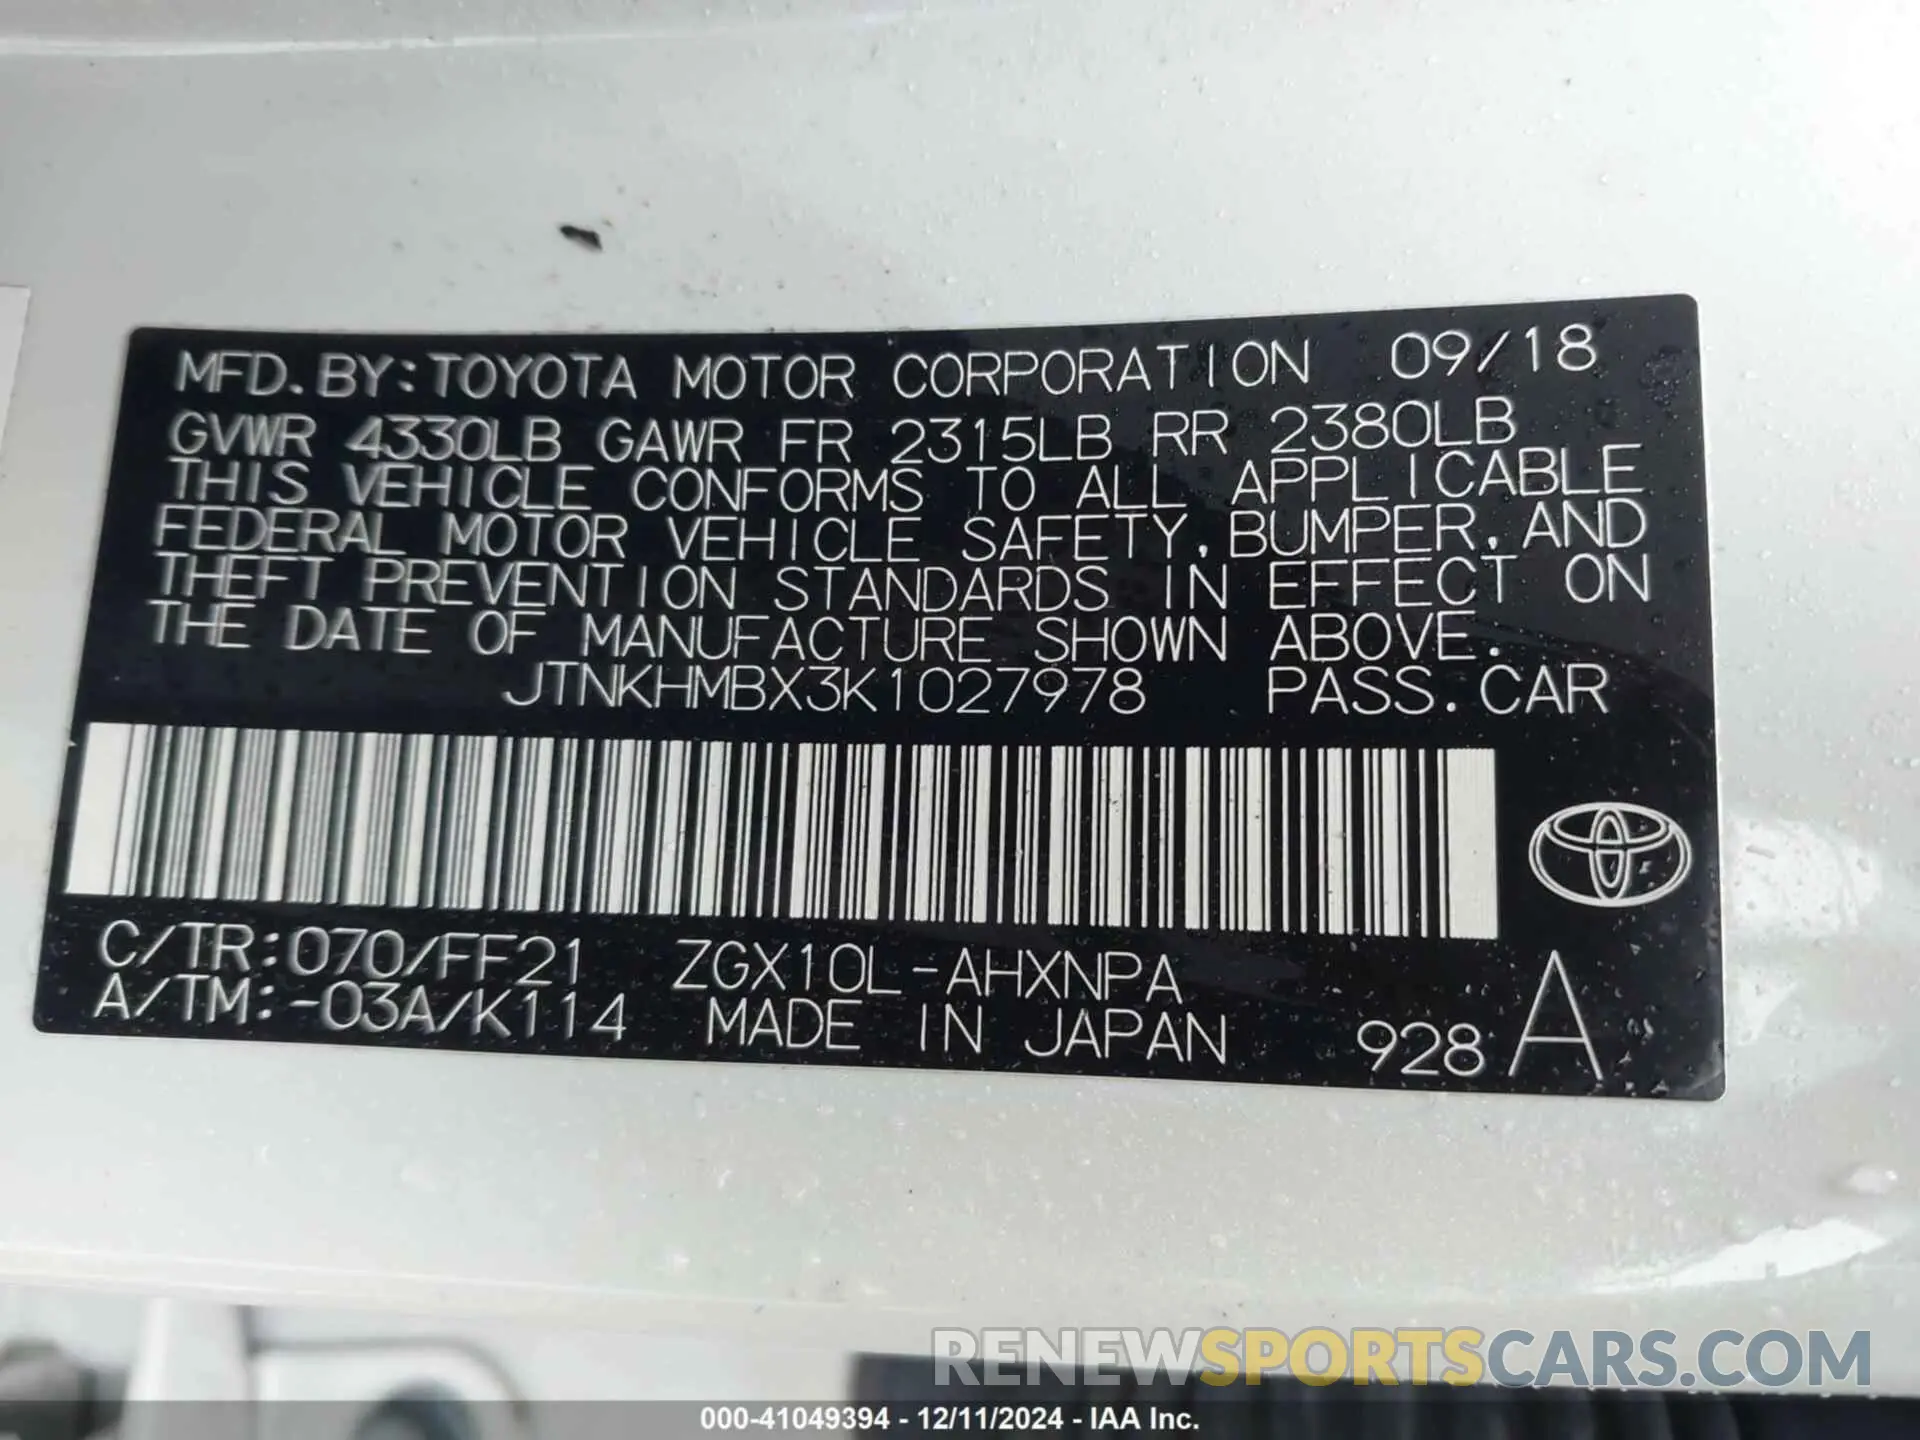 MFD.BY:TOYOTA MOTOR CORPORATION 09/18
GVWR 4330LB GAWR FR 2315LB RR 2380LB
THIS VEHICLE CONFORMS TO ALL APPLICABLE
FEDERAL MOTOR VEHICLE SAFETY, BUMPER, AND
THEFT PREVENTION STANDARDS IN EFFECT ON
THE DATE OF MANUFACTURE SHOWN ABOVE.
JTNKHMBX3K1027978 PASS.CAR
C/TR:070/FF21 ZGX10L-AHXNPA
A/TM:-03A/K114 MADE IN JAPAN 928 A
RENEWSPORTSCARS.COM
000-41049394 - 12/11/2024 - IAA Inc.